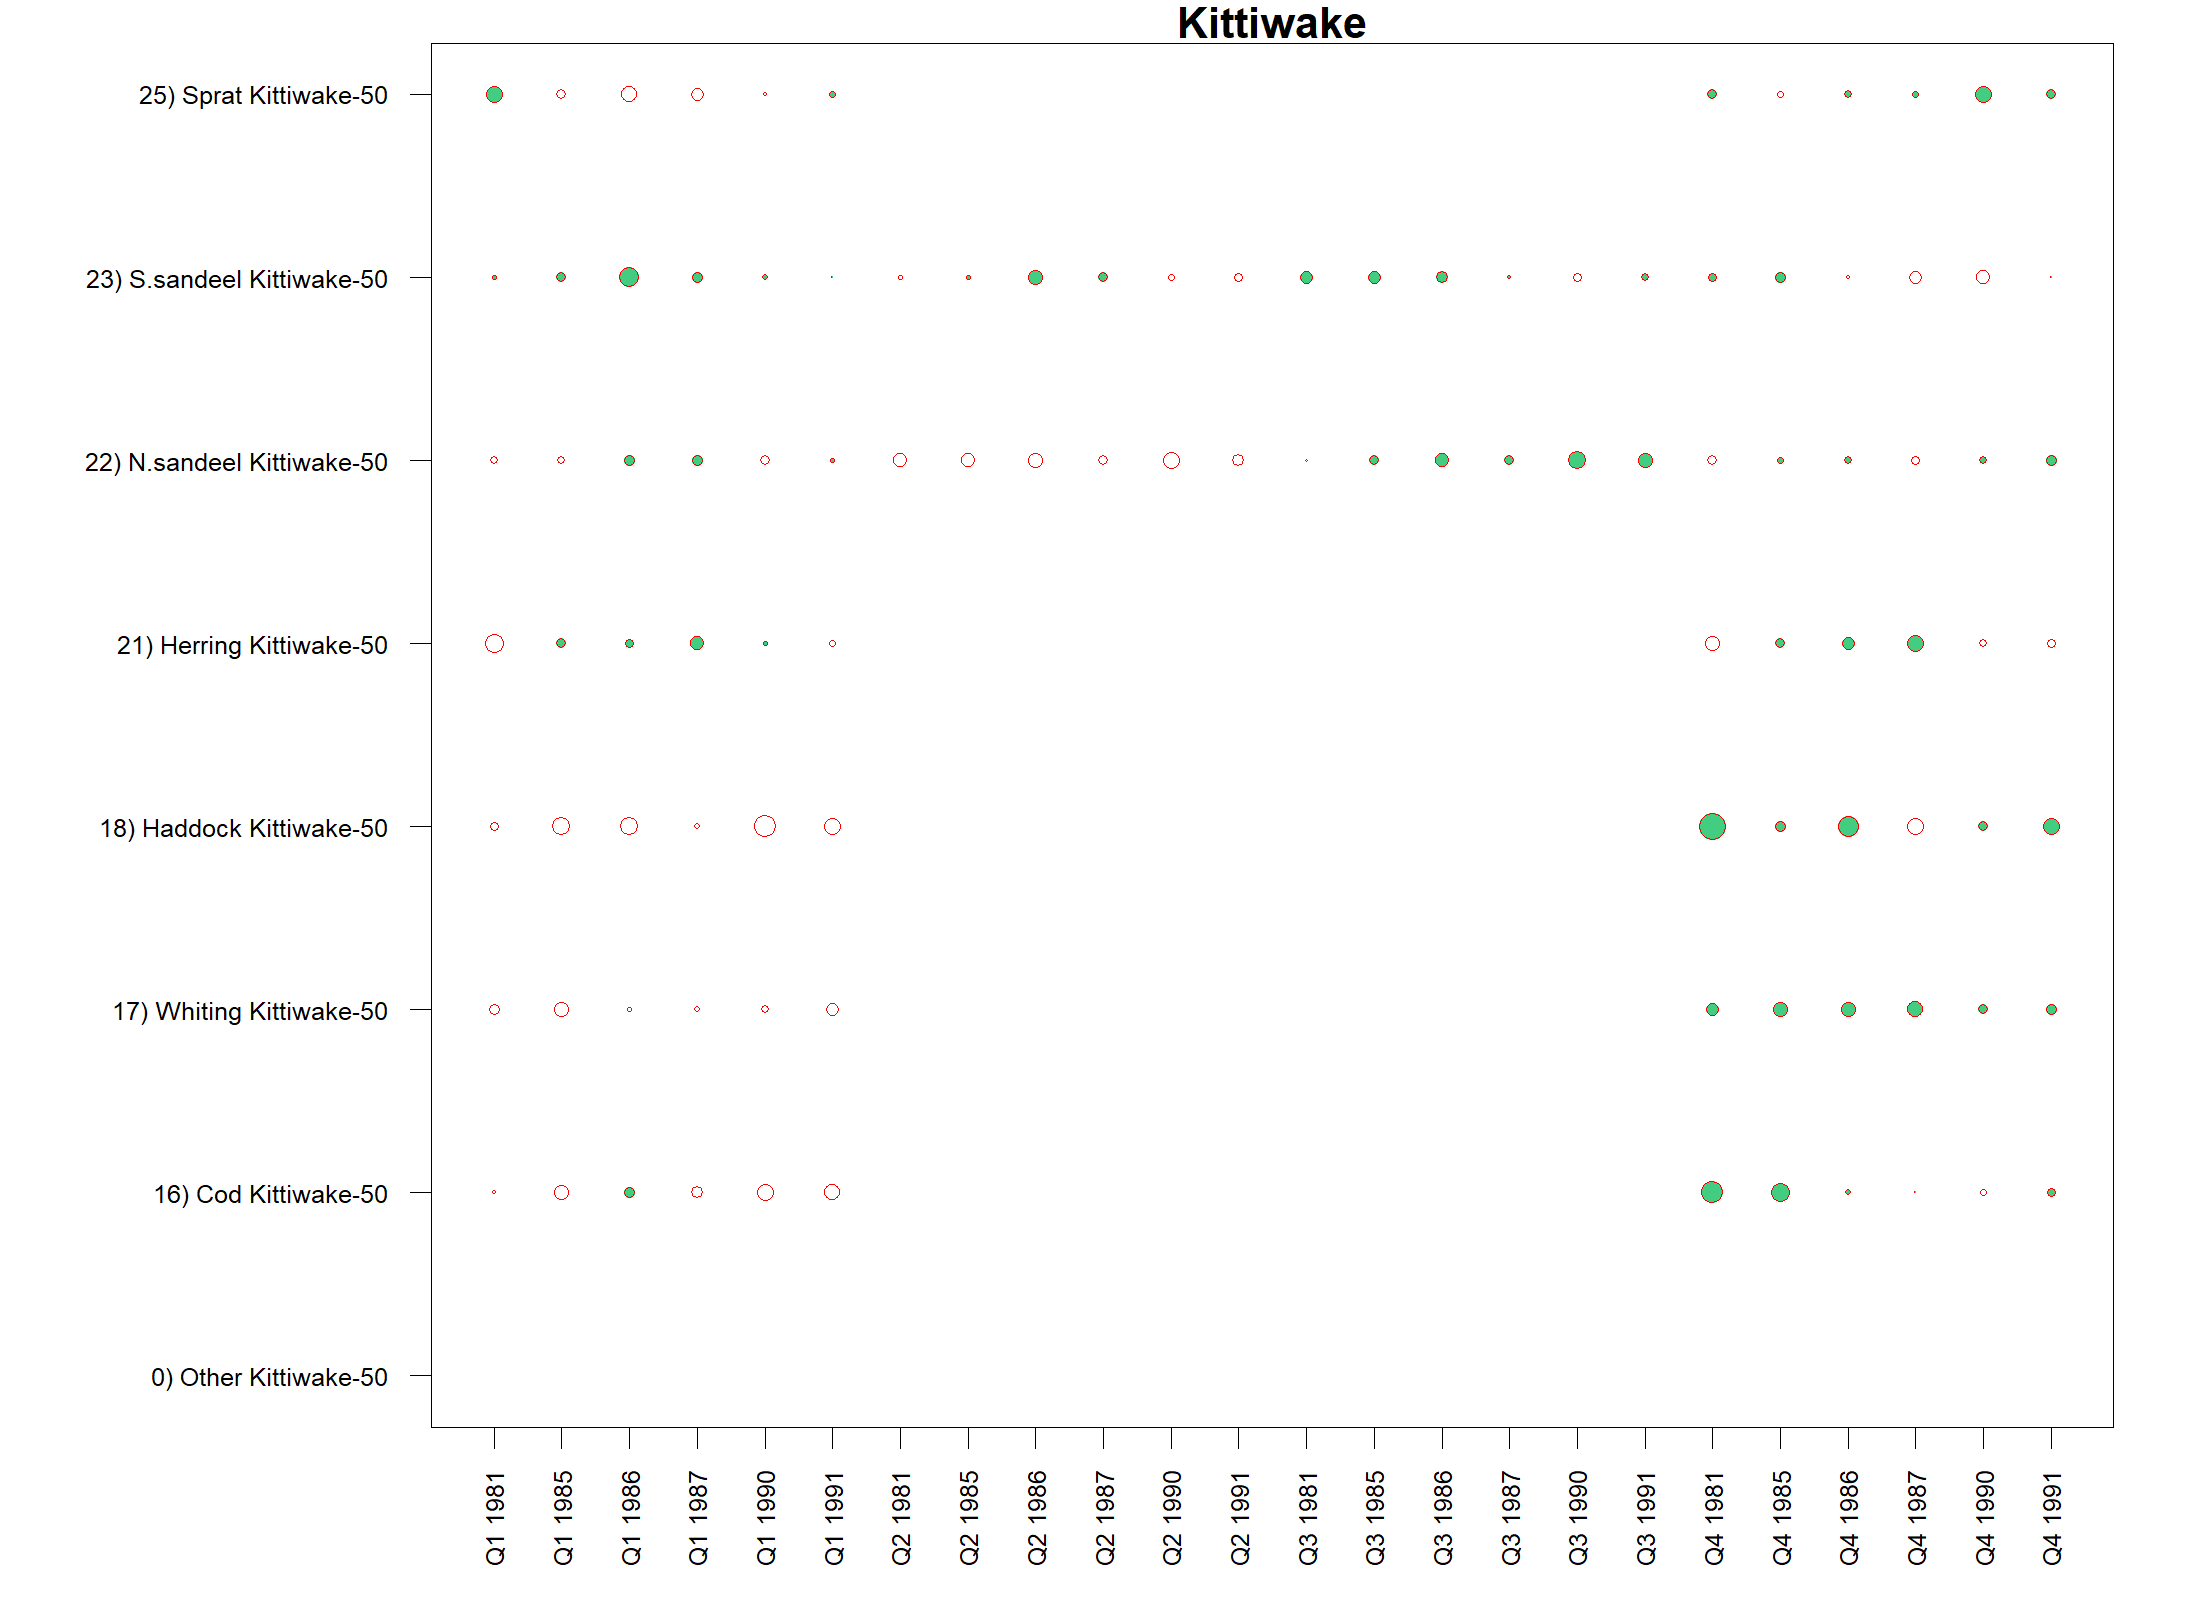 Kittiwake
25) Sprat Kittiwake-50
23) S.sandeel Kittiwake-50
22) N.sandeel Kittiwake-50
21) Herring Kittiwake-50
18) Haddock Kittiwake-50
17) Whiting Kittiwake-50
16) Cod Kittiwake-50
0) Other Kittiwake-50
Q1 1981
Q1 1985
Q1 1986
Q1 1987
Q1 1990
Q1 1991
Q2 1981
Q2 1985
Q2 1986
Q2 1987
Q2 1990
Q2 1991
Q3 1981
Q3 1985
Q3 1986
Q3 1987
Q3 1990
Q3 1991
Q4 1981
Q4 1985
Q4 1986
Q4 1987
Q4 1990
Q4 1991